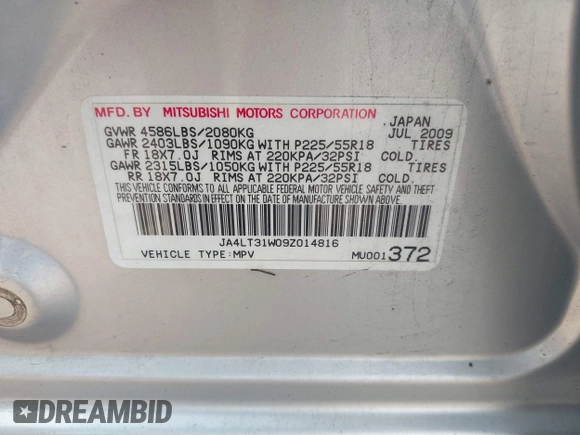 MFD. BY MITSUBISHI MOTORS CORPORATION JAPAN
GVWR 4586LBS/2080KG JUL 2009
GAWR 2403LBS/1090KG WITH P225/55R18 TIRES
FR 18X7.0J RIMS AT 220KPA/32PSI COLD.
GAWR 2315LBS/1050KG WITH P225/55R18 TIRES
RR 18X7.0J RIMS AT 220KPA/32PSI COLD.
THIS VEHICLE CONFORMS TO ALL APPLICABLE FEDERAL MOTOR VEHICLE SAFETY AND THEFT
PREVENTION STANDARDS IN EFFECT ON THE DATE OF MANUFACTURE SHOWN ABOVE.
JA4LT31W09Z014816
VEHICLE TYPE:MPV MU001372
DREAMBID